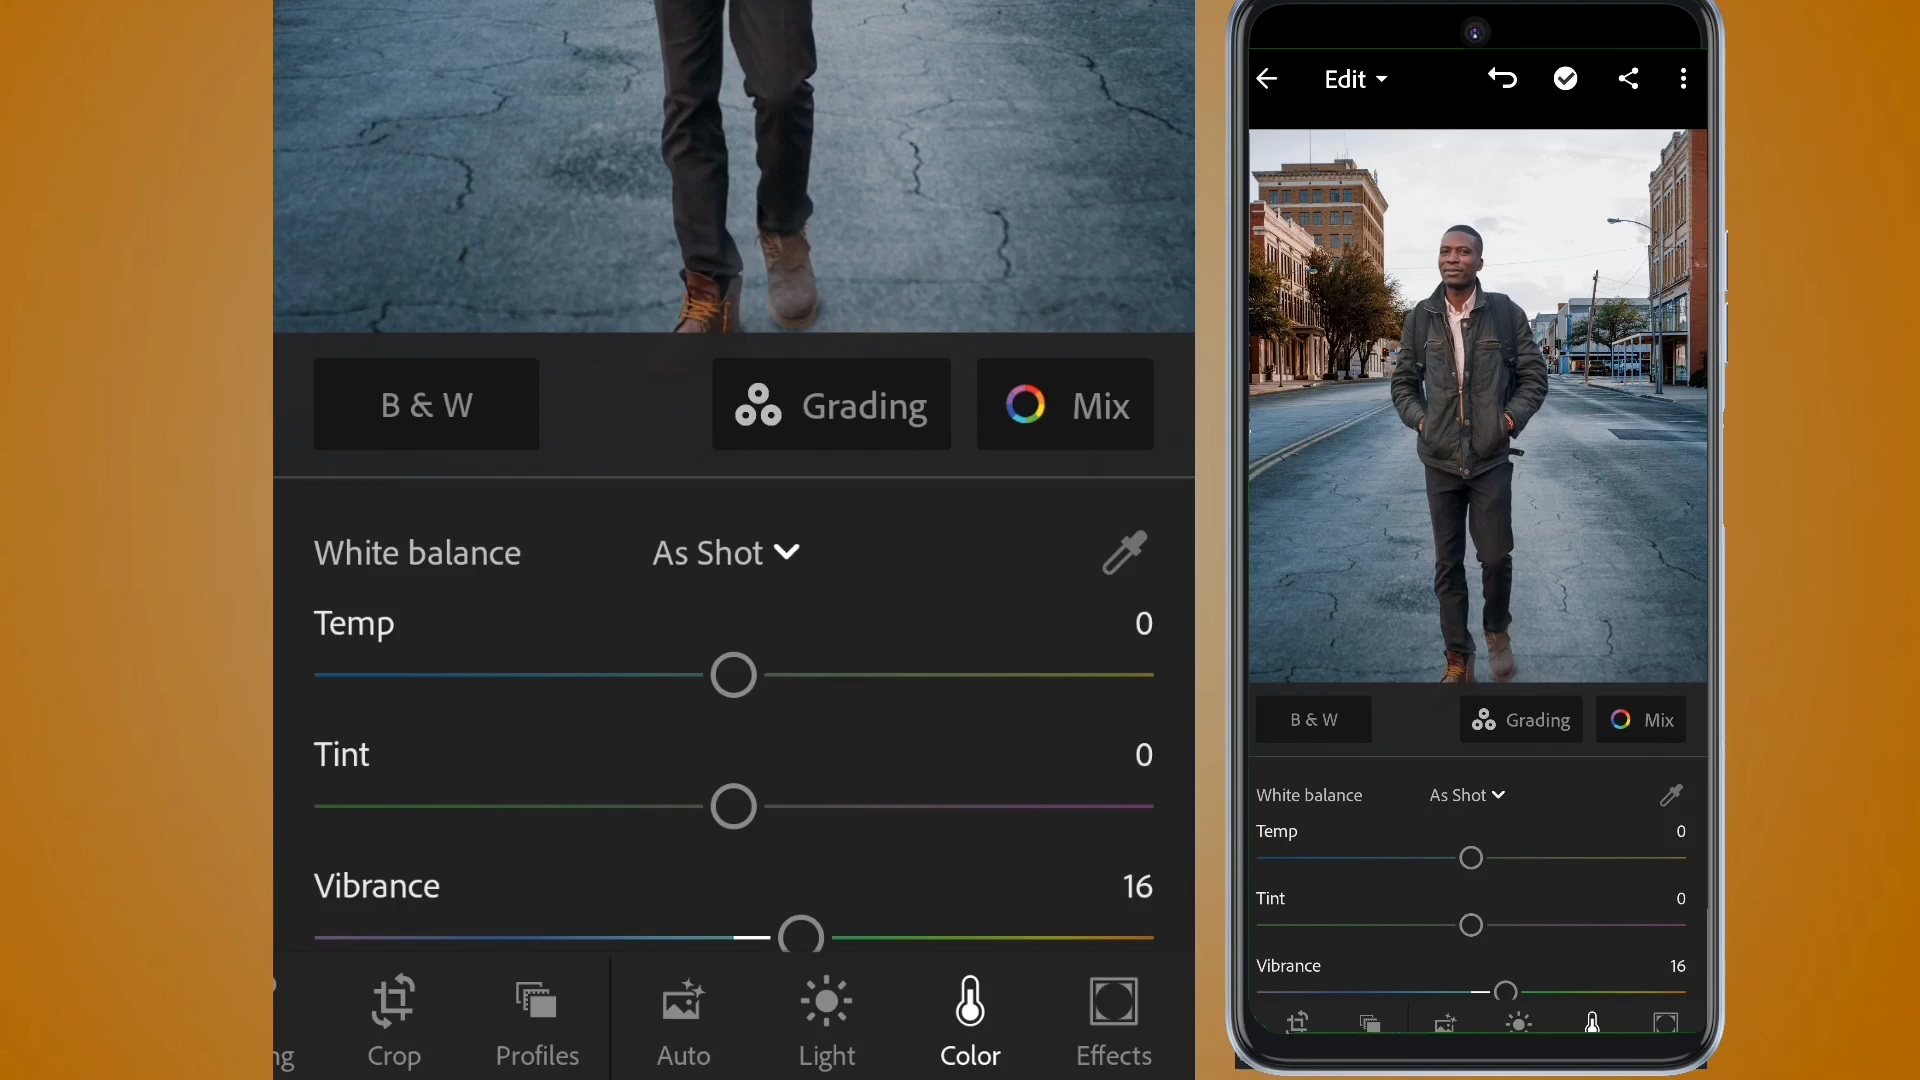 B & W Grading Mix
White balance As Shot
Temp 0
Tint 0
Vibrance 16
ng Crop Profiles Auto Light Color Effects
Edit
B & W Grading Mix
White balance As Shot
Temp 0
Tint 0
Vibrance 16